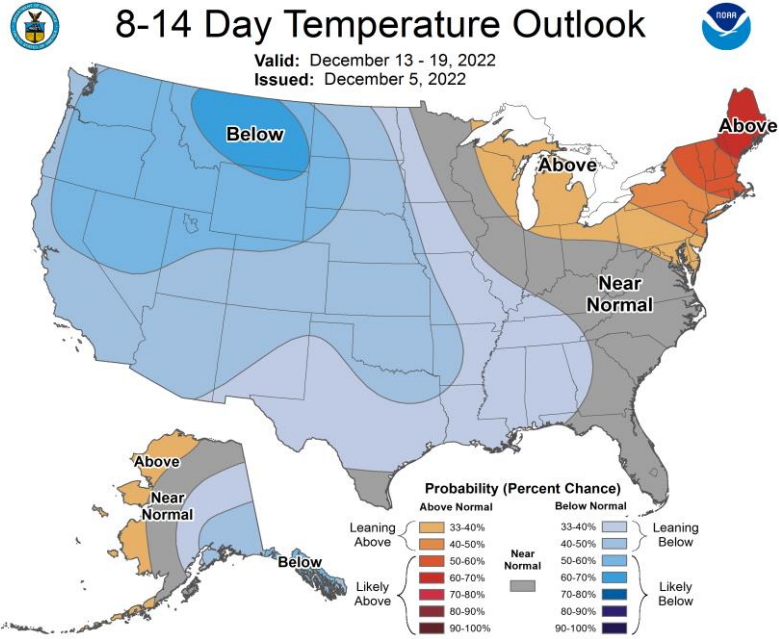 8-14 Day Temperature Outlook
NOAA
Valid: December 13 - 19, 2022
Issued: December 5, 2022
Below
Above
Above
Near
Normal
Above
Near
Normal
Below
Probability (Percent Chance)
Above Normal
Below Normal
Leaning
Above
33-40%
40-50%
50-60%
60-70%
70-80%
80-90%
90-100%
Likely
Above
Near
Normal
33-40%
40-50%
50-60%
60-70%
70-80%
80-90%
90-100%
Leaning
Below
Likely
Below